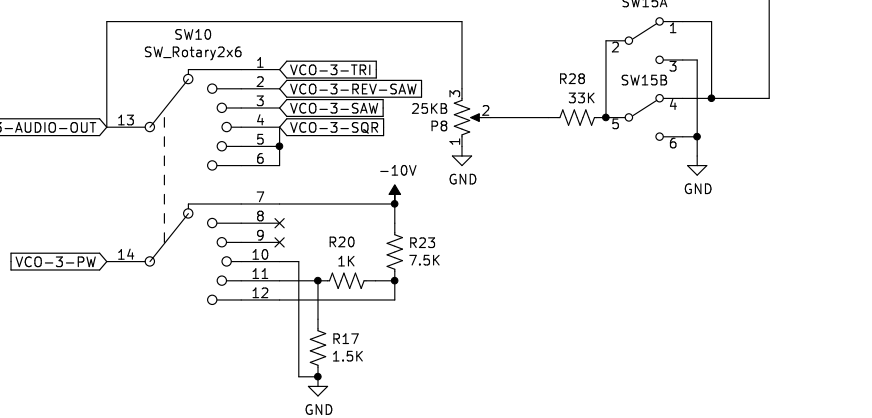 SW15A
SW10
SW_Rotary2x6
1
VCO-3-TRI
2
VCO-3-REV-SAW
3
VCO-3-SAW
4
VCO-3-SQR
5
6
3-AUDIO-OUT
13
25KB
P8
3
2
1
GND
R28
33K
1
2
3
SW15B
4
5
6
GND
-10V
7
8
9
10
11
12
VCO-3-PW
14
R20
1K
R23
7.5K
R17
1.5K
GND